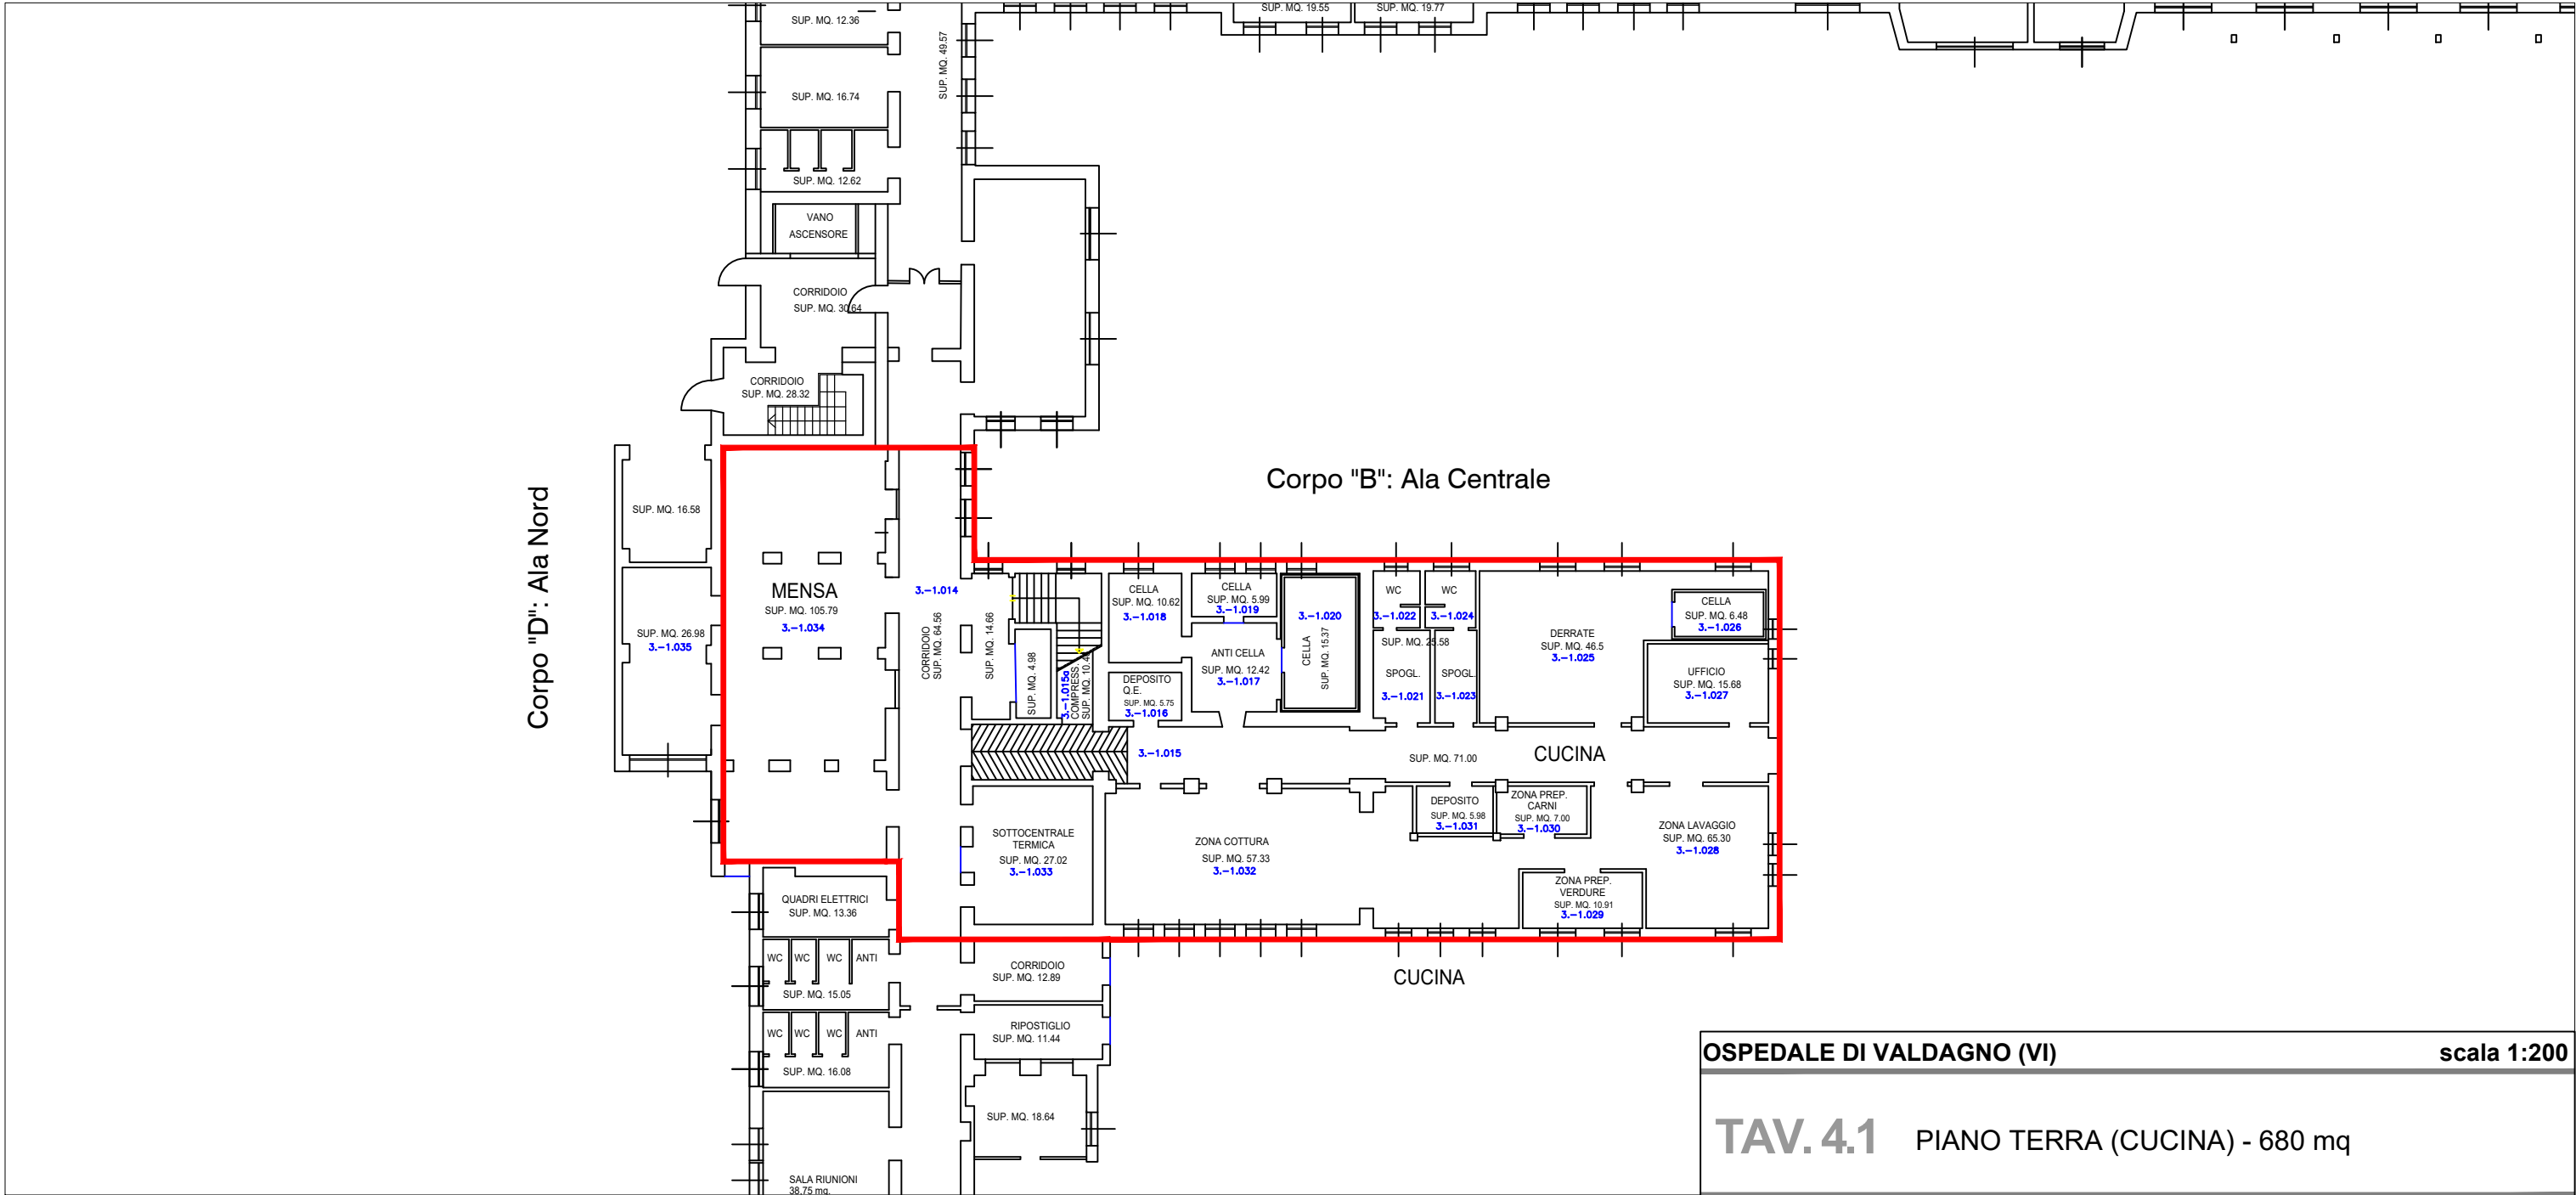 SUP. MQ. 12.36
SUP. MQ. 49.57
SUP. MQ. 19.55
SUP. MQ. 19.77
SUP. MQ. 16.74
SUP. MQ. 12.62
VANO
ASCENSORE
CORRIDOIO
SUP. MQ. 30.64
CORRIDOIO
SUP. MQ. 28.32
Corpo "D": Ala Nord
Corpo "B": Ala Centrale
SUP. MQ. 16.58
SUP. MQ. 26.98
3.-1.035
MENSA
SUP. MQ. 105.79
3.-1.034
3.-1.014
CORRIDOIO
SUP. MQ. 64.56
SUP. MQ. 14.66
SUP. MQ. 4.98
3.-1.015a
COMPRESS.
CELLA
SUP. MQ. 10.62
3.-1.018
CELLA
SUP. MQ. 5.99
3.-1.019
3.-1.020
CELLA
SUP. MQ. 15.37
ANTI CELLA
SUP. MQ. 12.42
3.-1.017
DEPOSITO
Q.E.
SUP. MQ. 5.75
3.-1.016
WC
3.-1.022
WC
3.-1.024
SUP. MQ. 25.58
SPOGL.
3.-1.021
SPOGL.
3.-1.023
DERRATE
SUP. MQ. 46.5
3.-1.025
CELLA
SUP. MQ. 6.48
3.-1.026
UFFICIO
SUP. MQ. 15.68
3.-1.027
3.-1.015
SUP. MQ. 71.00
CUCINA
SOTTOCENTRALE
TERMICA
SUP. MQ. 27.02
3.-1.033
ZONA COTTURA
SUP. MQ. 57.33
3.-1.032
DEPOSITO
SUP. MQ. 5.98
3.-1.031
ZONA PREP.
CARNI
SUP. MQ. 7.00
3.-1.030
ZONA LAVAGGIO
SUP. MQ. 65.30
3.-1.028
ZONA PREP.
VERDURE
SUP. MQ. 10.91
3.-1.029
QUADRI ELETTRICI
SUP. MQ. 13.36
WC WC WC ANTI
SUP. MQ. 15.05
WC WC WC ANTI
SUP. MQ. 16.08
CORRIDOIO
SUP. MQ. 12.89
RIPOSTIGLIO
SUP. MQ. 11.44
SUP. MQ. 18.64
CUCINA
SALA RIUNIONI
38.75 mq.
OSPEDALE DI VALDAGNO (VI) scala 1:200
TAV. 4.1 PIANO TERRA (CUCINA) - 680 mq